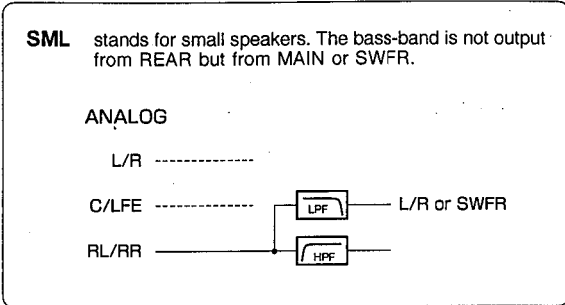 SML stands for small speakers. The bass-band is not output
from REAR but from MAIN or SWFR.
ANALOG
L/R
C/LFE
LPF L/R or SWFR
RL/RR
HPF